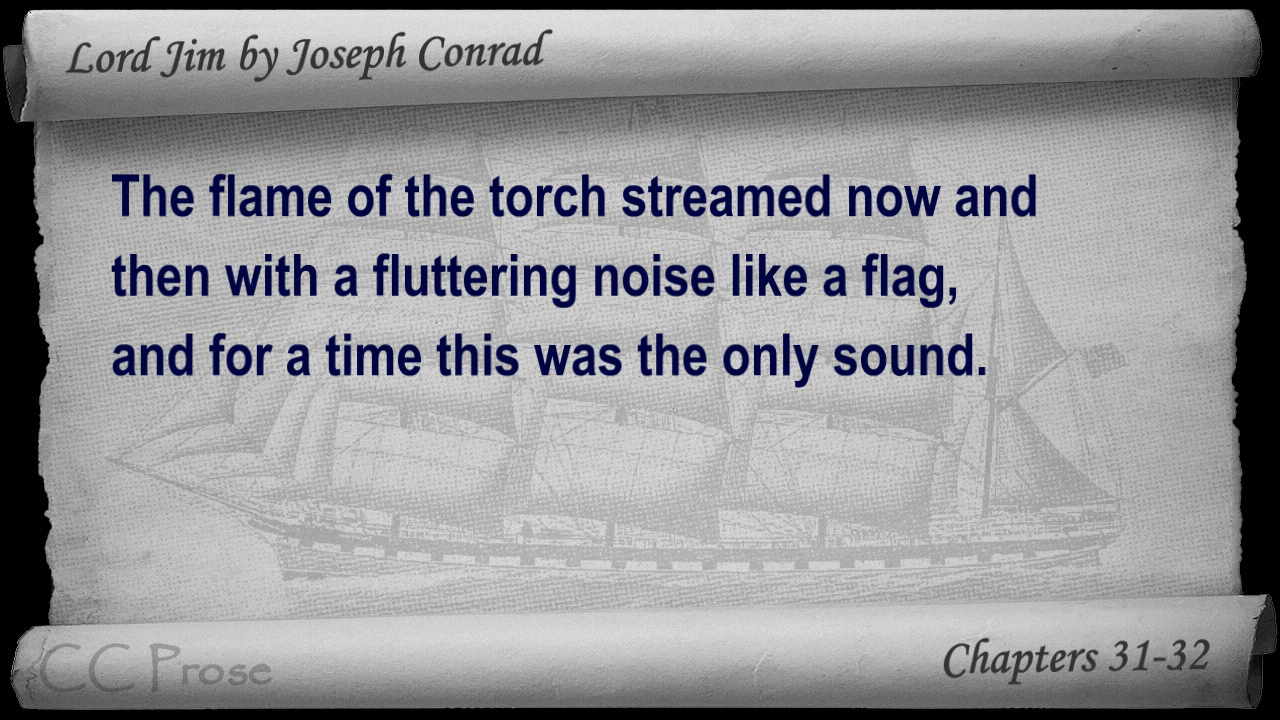 Lord Jim by Joseph Conrad
The flame of the torch streamed now and
then with a fluttering noise like a flag,
and for a time this was the only sound.
CC Prose
Chapters 31-32